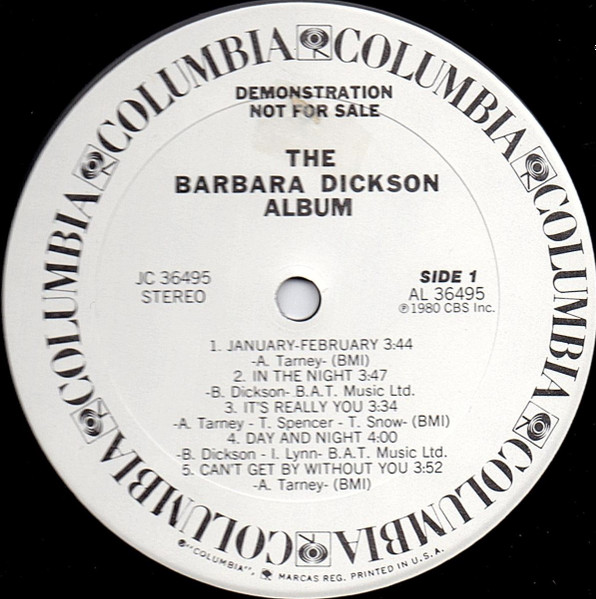 COLUMBIA COLUMBIA COLUMBIA COLUMBIA COLUMBIA COLUMBIA COLUMBIA COLUMBIA
DEMONSTRATION
NOT FOR SALE
THE
BARBARA DICKSON
ALBUM
JC 36495
STEREO
SIDE 1
AL 36495
℗1980 CBS Inc.
1. JANUARY-FEBRUARY 3:44
-A. Tarney- (BMI)
2. IN THE NIGHT 3:47
-B. Dickson- B.A.T. Music Ltd.
3. IT'S REALLY YOU 3:34
-A. Tarney - T. Spencer - T. Snow- (BMI)
4. DAY AND NIGHT 4:00
-B. Dickson - I. Lynn- B.A.T. Music Ltd.
5. CAN'T GET BY WITHOUT YOU 3:52
-A. Tarney- (BMI)
"COLUMBIA", MARCAS REG. PRINTED IN U.S.A.